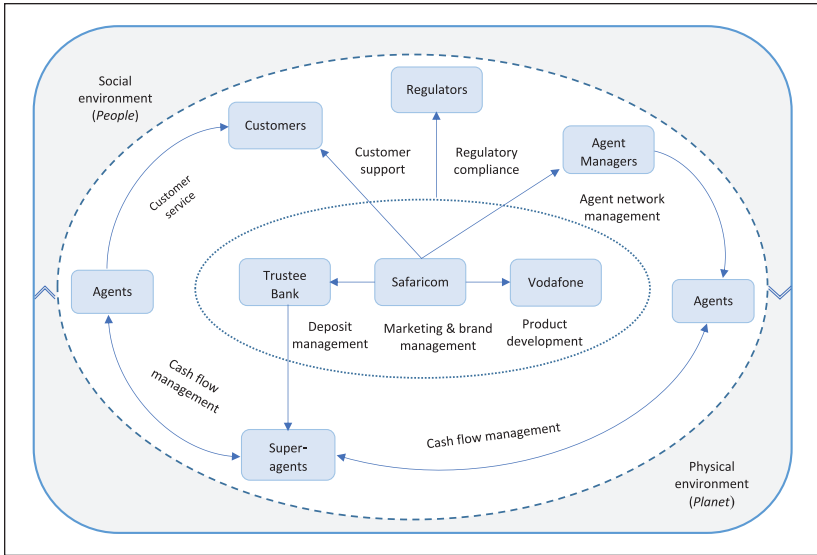 Social
environment
(People)
Regulators
Customers
Agent
Managers
Customer
support
Regulatory
compliance
Customer
service
Agent network
management
Agents
Trustee
Bank
Safaricom
Vodafone
Agents
Deposit
management
Marketing & brand
management
Product
development
Cash flow
management
Super-
agents
Cash flow management
Physical
environment
(Planet)